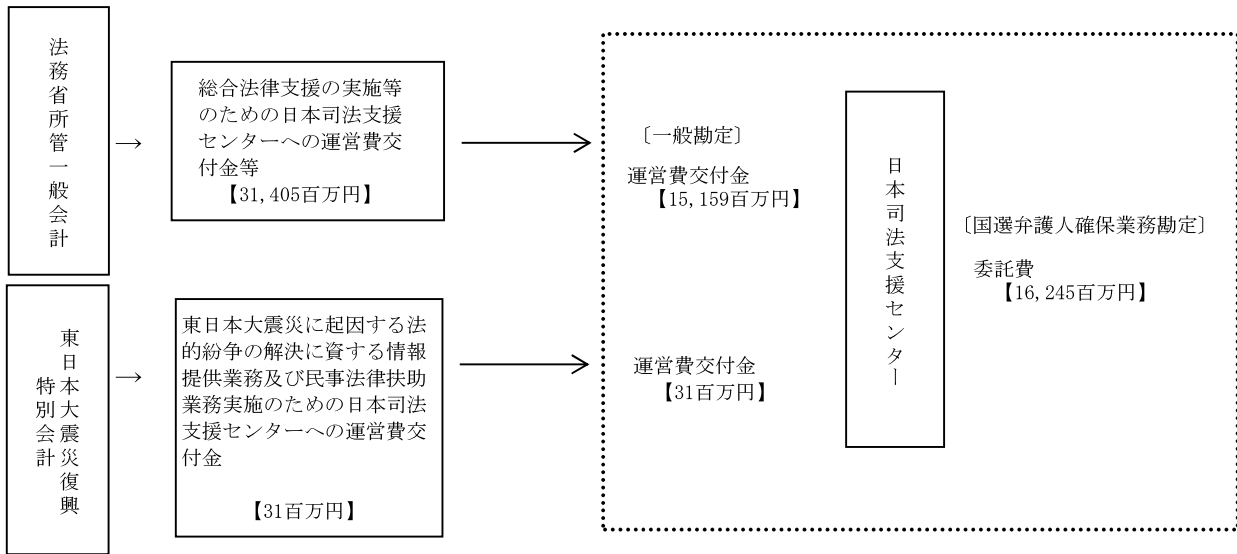 法務省所管一般会計
→
総合法律支援の実施等
のための日本司法支援
センターへの運営費交
付金等
【31,405百万円】
〔一般勘定〕
運営費交付金
【15,159百万円】
日本司法支援センター
〔国選弁護人確保業務勘定〕
委託費
【16,245百万円】
東日本大震災復興
特別会計
→
東日本大震災に起因する法
的紛争の解決に資する情報
提供業務及び民事法律扶助
業務実施のための日本司法
支援センターへの運営費交
付金
【31百万円】
運営費交付金
【31百万円】